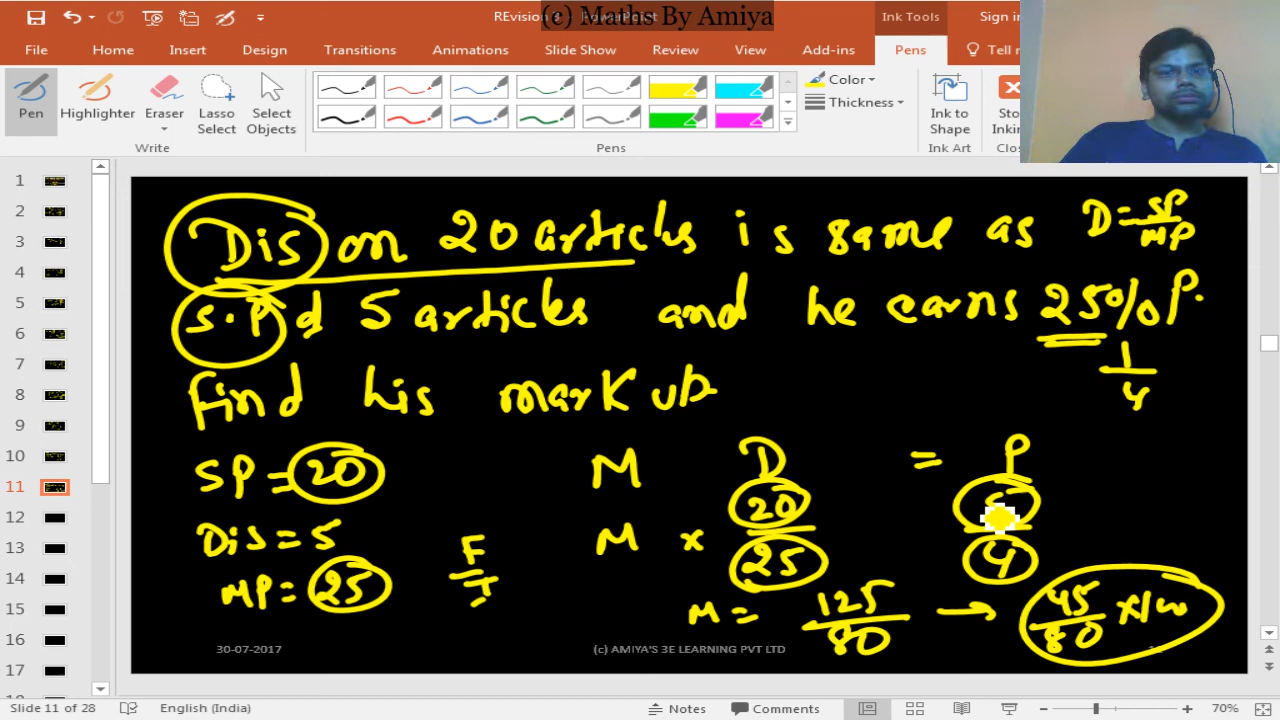 REvision 3 - PowerPoint
(c) Maths By Amiya
Ink Tools
Sign in
File Home Insert Design Transitions Animations Slide Show Review View Add-ins Pens Tell
Pen
Highlighter
Eraser
Lasso Select
Select Objects
Color
Thickness
Ink to Shape
Write
Pens
Ink Art
1
2
3
4
5
6
7
8
9
10
11
12
13
14
15
16
17
Dis on 20 articles is same as
D = SP/MP
S.P of 5 articles and he earns 25% P.
1/4
Find his mark up
SP = 20
M D = P
Dis = 5
M × 20/25 = 5/4
MP = 25
F/I
M = 125/80 → 45/80 × 100
30-07-2017
(c) AMIYA'S 3E LEARNING PVT LTD
Slide 11 of 28
English (India)
Notes
Comments
70%